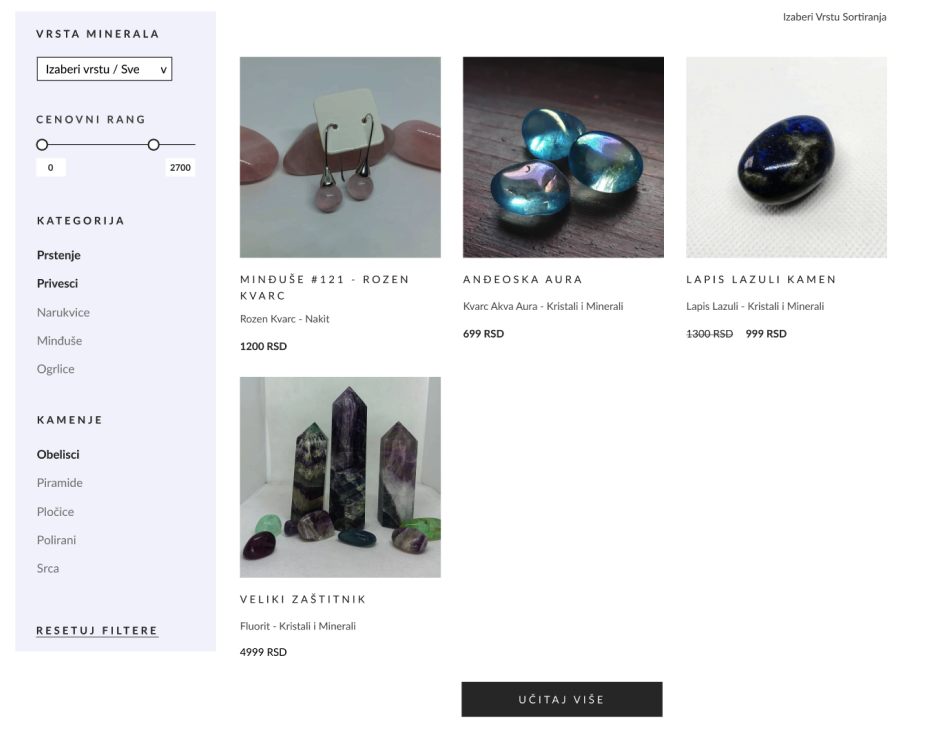 Izaberi Vrstu Sortiranja
VRSTA MINERALA
Izaberi vrstu / Sve v
CENOVNI RANG
0 2700
KATEGORIJA
Prstenje
Privesci
Narukvice
Minđuše
Ogrlice
KAMENJE
Obelisci
Piramide
Pločice
Polirani
Srca
RESETUJ FILTERE
MINĐUŠE #121 - ROZEN
KVARC
Rozen Kvarc - Nakit
1200 RSD
ANĐEOSKA AURA
Kvarc Akva Aura - Kristali i Minerali
699 RSD
LAPIS LAZULI KAMEN
Lapis Lazuli - Kristali i Minerali
1300 RSD 999 RSD
VELIKI ZAŠTITNIK
Fluorit - Kristali i Minerali
4999 RSD
UČITAJ VIŠE